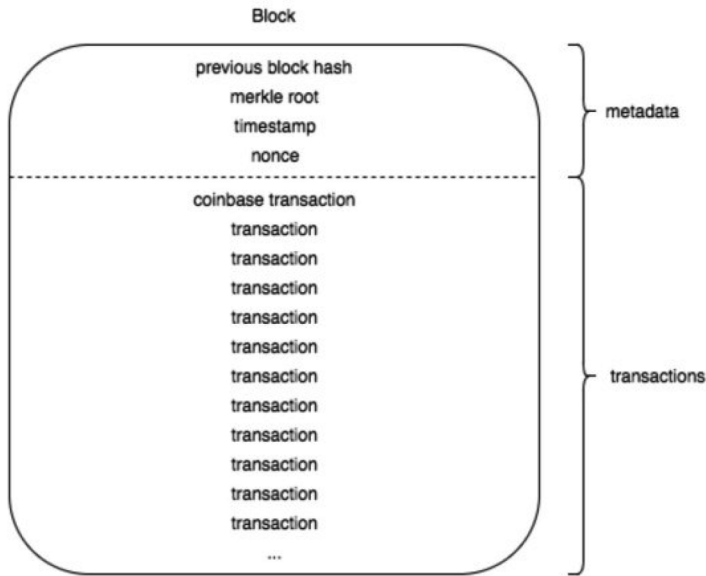 Block
previous block hash
merkle root
timestamp
nonce
metadata
coinbase transaction
transaction
transaction
transaction
transaction
transaction
transaction
transaction
transaction
transaction
transaction
transaction
...
transactions